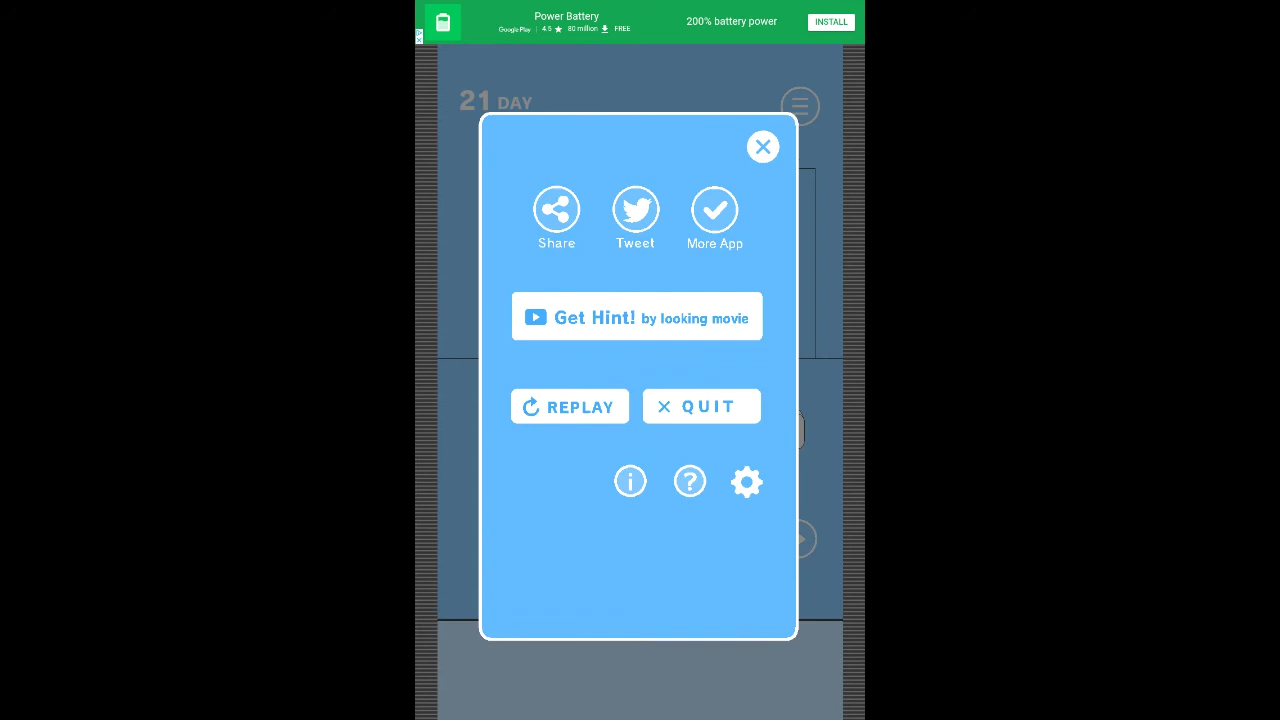 Power Battery
Google Play 4.5 80 million FREE
200% battery power
INSTALL
21 DAY
Share Tweet More App
Get Hint! by looking movie
REPLAY QUIT